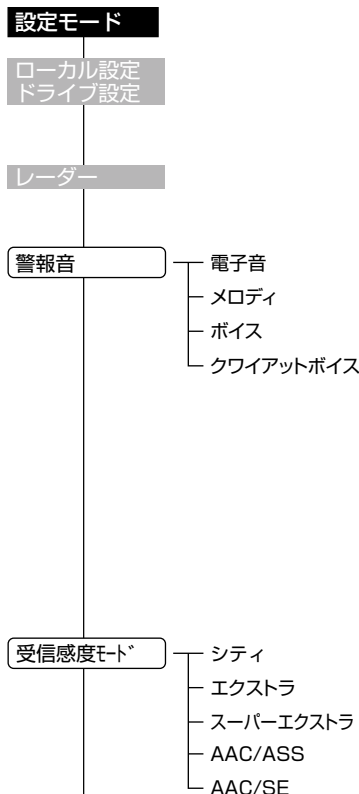 設定モード
ローカル設定
ドライブ設定
レーダー
警報音
電子音
メロディ
ボイス
クワイアットボイス
受信感度ﾓｰﾄﾞ
シティ
エクストラ
スーパーエクストラ
AAC/ASS
AAC/SE